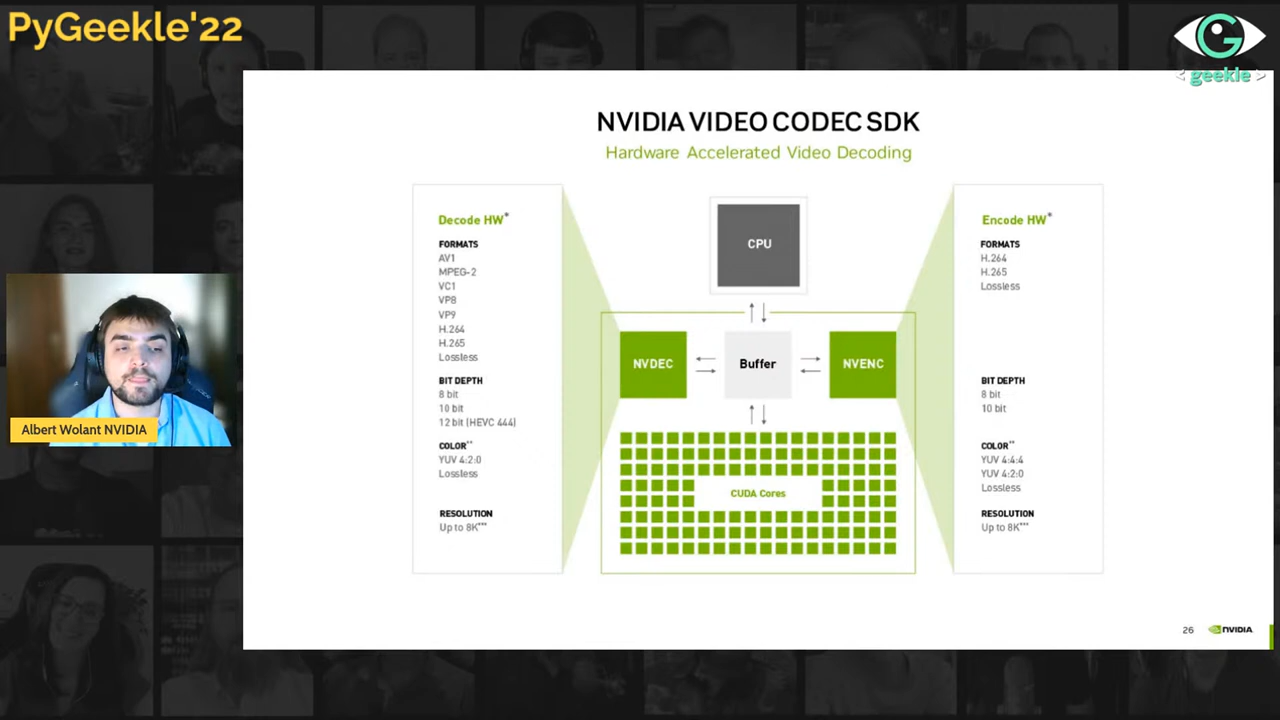 PyGeekle'22
< geekle >
NVIDIA VIDEO CODEC SDK
Hardware Accelerated Video Decoding
Decode HW*
FORMATS
AV1
MPEG-2
VC1
VP8
VP9
H.264
H.265
Lossless
BIT DEPTH
8 bit
10 bit
12 bit (HEVC 444)
COLOR**
YUV 4:2:0
Lossless
RESOLUTION
Up to 8K***
CPU
NVDEC
Buffer
NVENC
CUDA Cores
Encode HW*
FORMATS
H.264
H.265
Lossless
BIT DEPTH
8 bit
10 bit
COLOR**
YUV 4:4:4
YUV 4:2:0
Lossless
RESOLUTION
Up to 8K***
Albert Wolant NVIDIA
26
NVIDIA